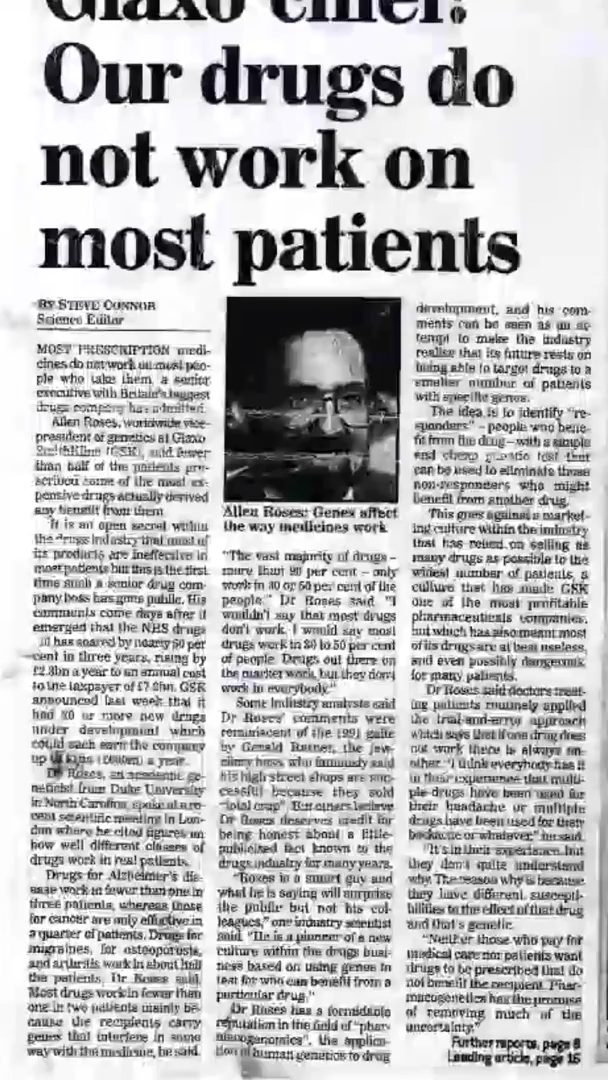 Glaxo chief:
Our drugs do
not work on
most patients
BY STEVE CONNOR
Science Editor
MOST PRESCRIPTION medi-
cines do not work on most peo-
ple who take them, a senior
executive with Britain's biggest
drugs company has admitted.
Allen Roses, worldwide vice-
president of genetics at Glaxo
SmithKline (GSK), said fewer
than half of the patients pre-
scribed some of the most ex-
pensive drugs actually derived
any benefit from them.
It is an open secret within
the drugs industry that most of
its products are ineffective in
most patients but this is the first
time such a senior drug com-
pany boss has gone public. His
comments come days after it
emerged that the NHS drugs
bill has soared by nearly 50 per
cent in three years, rising by
£2.3bn a year to an annual cost
to the taxpayer of £7.2bn. GSK
announced last week that it
had 20 or more new drugs
under development which
could each earn the company
up a year.
Dr Roses, an academic ge-
neticist from Duke University
in North Carolina, spoke at a re-
cent scientific meeting in Lon-
don where he cited figures on
how well different classes of
drugs work in real patients.
Drugs for Alzheimer's dis-
ease work in fewer than one in
three patients, whereas those
for cancer are only effective in
a quarter of patients. Drugs for
migraines, for osteoporosis,
and arthritis work in about half
the patients, Dr Roses said.
Most drugs work in fewer than
one in two patients mainly be-
cause the recipients carry
genes that interfere in some
way with the medicine, he said.
Allen Roses: Genes affect
the way medicines work
"The vast majority of drugs –
more than 90 per cent – only
work in 30 or 50 per cent of the
people," Dr Roses said. "I
wouldn't say that most drugs
don't work. I would say most
drugs work in 30 to 50 per cent
of people. Drugs out there on
the market work, but they don't
work in everybody."
Some industry analysts said
Dr Roses' comments were
reminiscent of the 1991 gaffe
by Gerald Ratner, the jew-
ellery boss, who famously said
his high street shops are suc-
cessful because they sold
"total crap". But others believe
Dr Roses deserves credit for
being honest about a little-
publicised fact known to the
drugs industry for many years.
"Roses is a smart guy and
what he is saying will surprise
the public but not his col-
leagues," one industry scientist
said. "He is a pioneer of a new
culture within the drugs busi-
ness based on using genes to
test for who can benefit from a
particular drug."
Dr Roses has a formidable
reputation in the field of "phar-
macogenomics", the applica-
tion of human genetics to drug
development, and his com-
ments can be seen as an at-
tempt to make the industry
realise that its future rests on
being able to target drugs to a
smaller number of patients
with specific genes.
The idea is to identify "re-
sponders" – people who bene-
fit from the drug – with a simple
and cheap genetic test that
can be used to eliminate those
non-responders who might
benefit from another drug.
This goes against a market-
ing culture within the industry
that has relied on selling as
many drugs as possible to the
widest number of patients, a
culture that has made GSK
one of the most profitable
pharmaceuticals companies,
but which has also meant most
of its drugs are at best useless,
and even possibly dangerous,
for many patients.
Dr Roses said doctors treat-
ing patients routinely applied
the trial-and-error approach
which says that if one drug does
not work there is always an-
other. "I think everybody has it
in their experience that multi-
ple drugs have been used for
their headache or multiple
drugs have been used for their
backache or whatever," he said.
"It's in their experience, but
they don't quite understand
why. The reason why is because
they have different suscepti-
bilities to the effect of that drug
and that's genetic.
"Neither those who pay for
medical care nor patients want
drugs to be prescribed that do
not benefit the recipient. Phar-
macogenetics has the promise
of removing much of the
uncertainty."
Further reports, page 8
Leading article, page 16